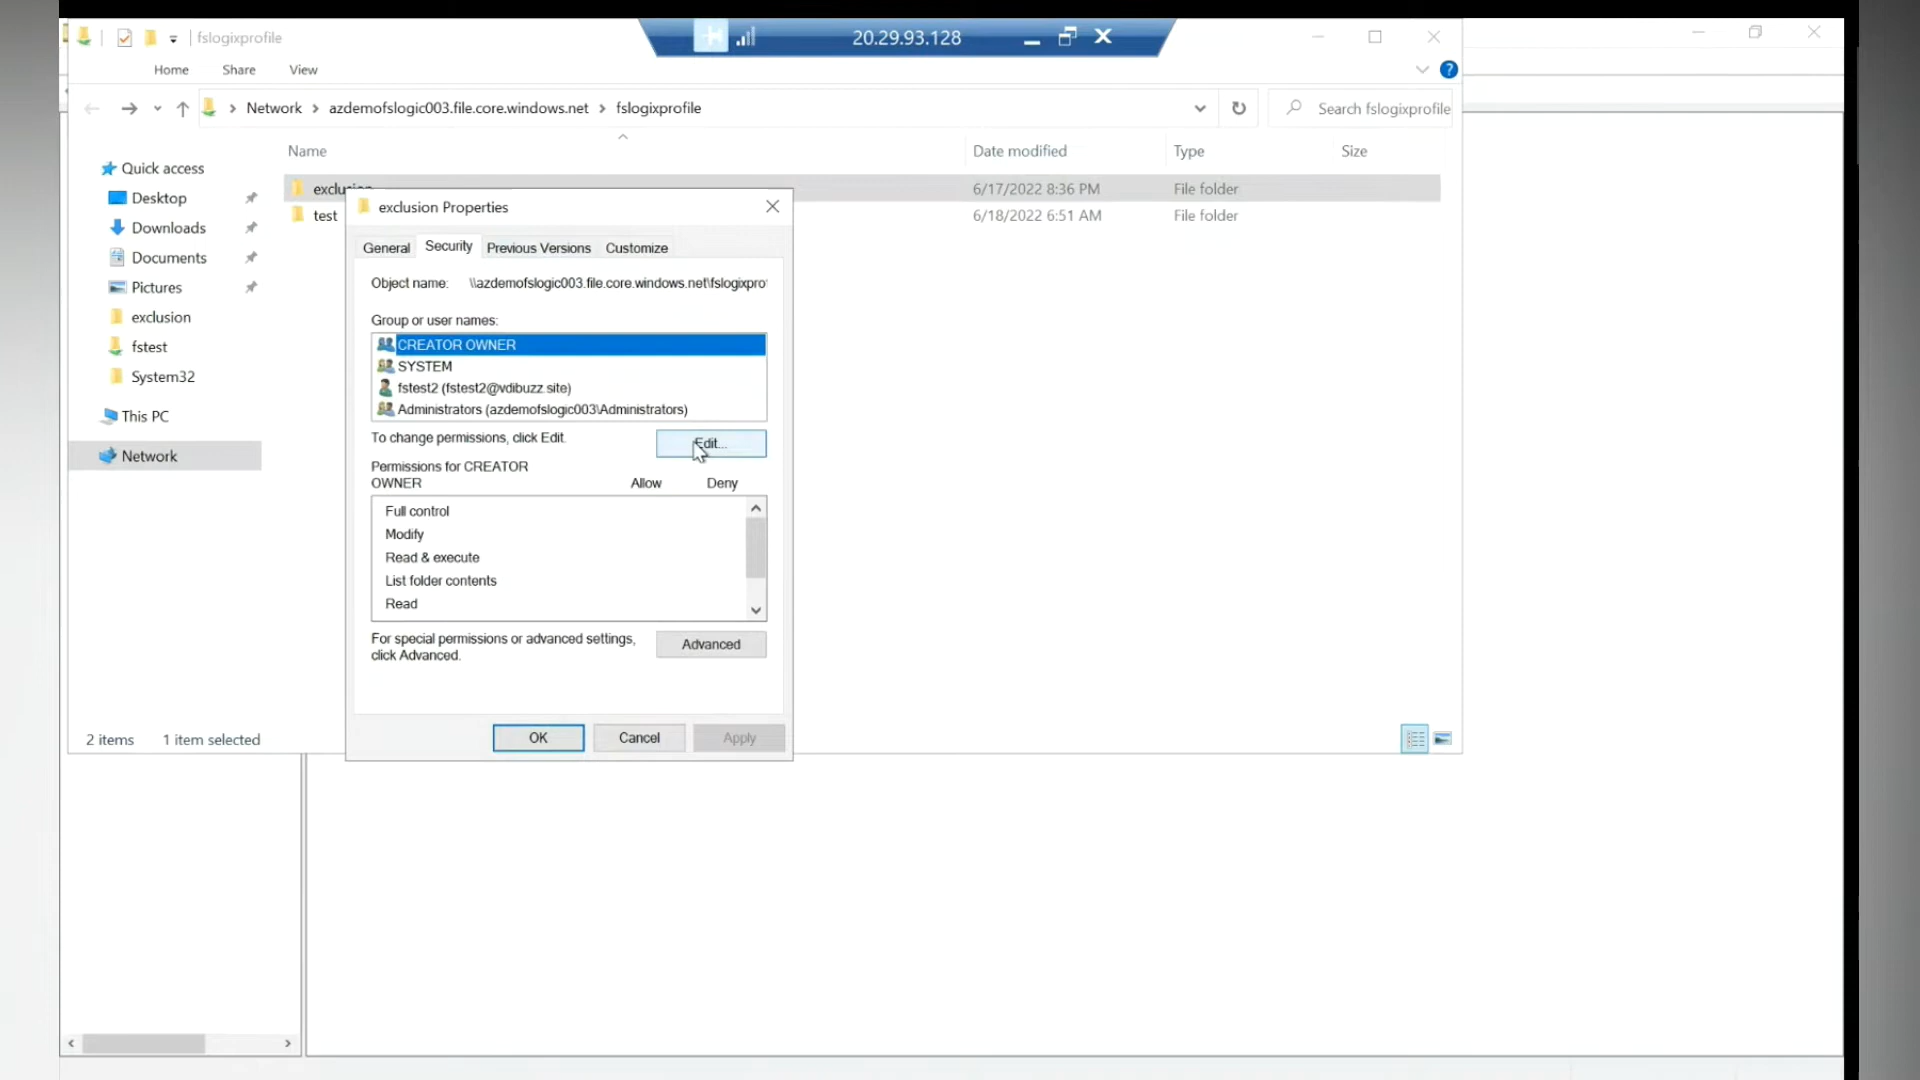 fslogixprofile
20.29.93.128
Home
Share
View
Network
azdemofslogic003.file.core.windows.net
fslogixprofile
Search fslogixprofile
Name
Date modified
Type
Size
Quick access
Desktop
Downloads
Documents
Pictures
exclusion
fstest
System32
This PC
Network
exclusion
6/17/2022 8:36 PM
File folder
test
6/18/2022 6:51 AM
File folder
exclusion Properties
General
Security
Previous Versions
Customize
Object name:
\\azdemofslogic003.file.core.windows.net\fslogixpro
Group or user names:
CREATOR OWNER
SYSTEM
fstest2 (fstest2@vdibuzz.site)
Administrators (azdemofslogic003\Administrators)
To change permissions, click Edit.
Edit...
Permissions for CREATOR
OWNER
Allow
Deny
Full control
Modify
Read & execute
List folder contents
Read
For special permissions or advanced settings,
click Advanced.
Advanced
OK
Cancel
Apply
2 items
1 item selected